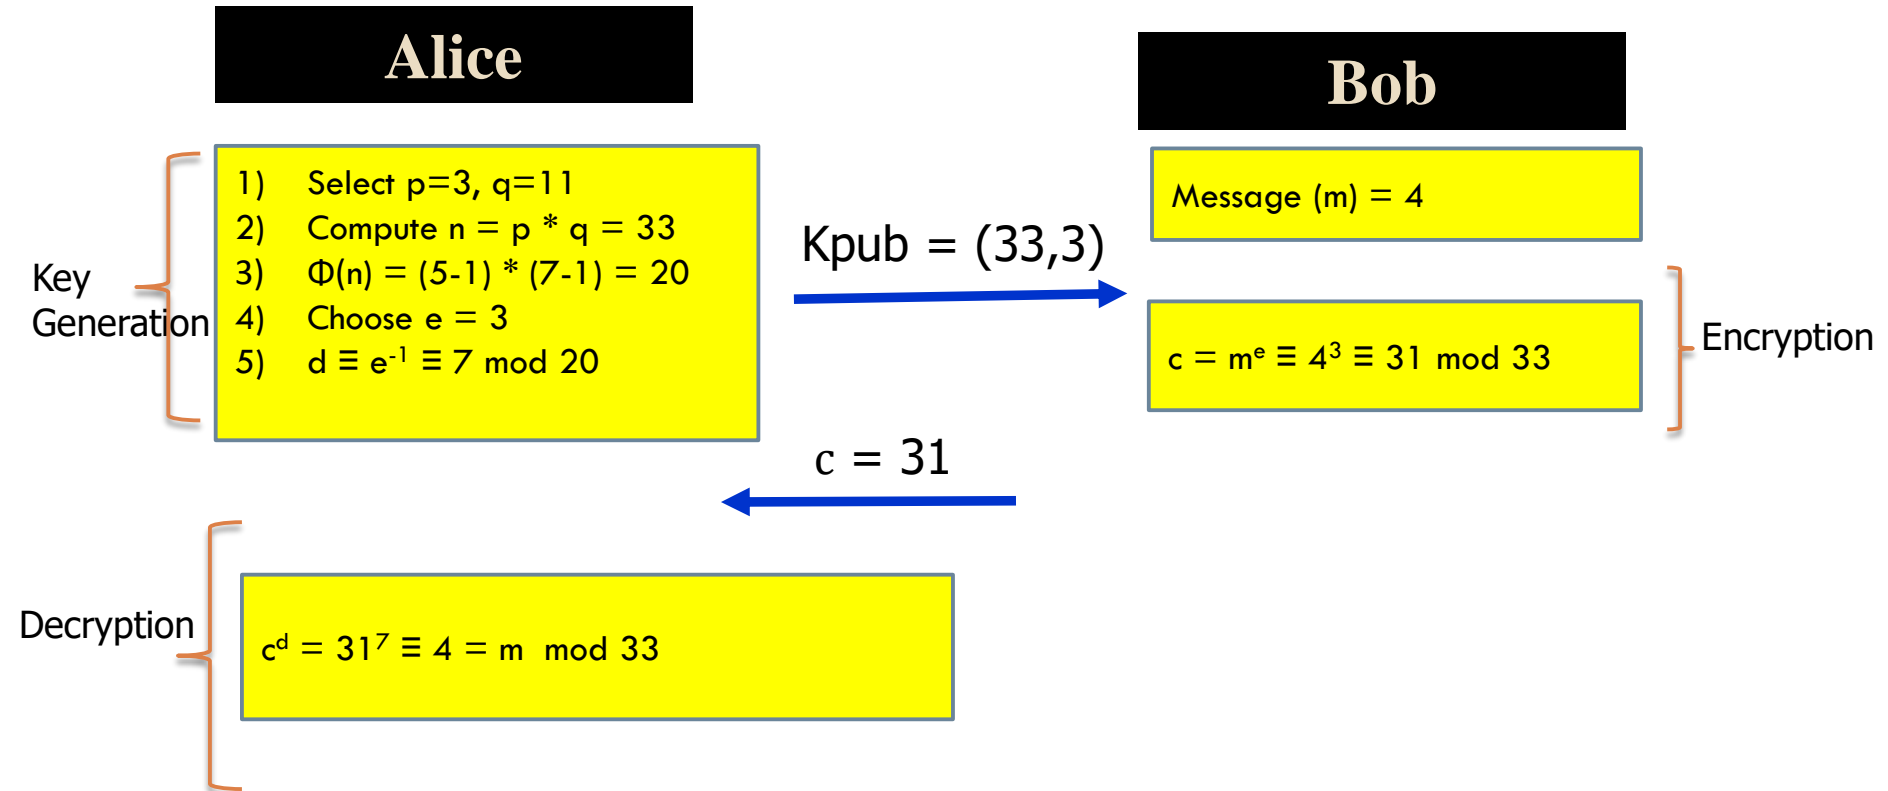 Alice
Bob
Key
Generation
1) Select p=3, q=11
2) Compute n = p * q = 33
3) Φ(n) = (5-1) * (7-1) = 20
4) Choose e = 3
5) d ≡ e⁻¹ ≡ 7 mod 20
Kpub = (33,3)
Message (m) = 4
c = mᵉ ≡ 4³ ≡ 31 mod 33
Encryption
c = 31
Decryption
cᵈ = 31⁷ ≡ 4 = m mod 33